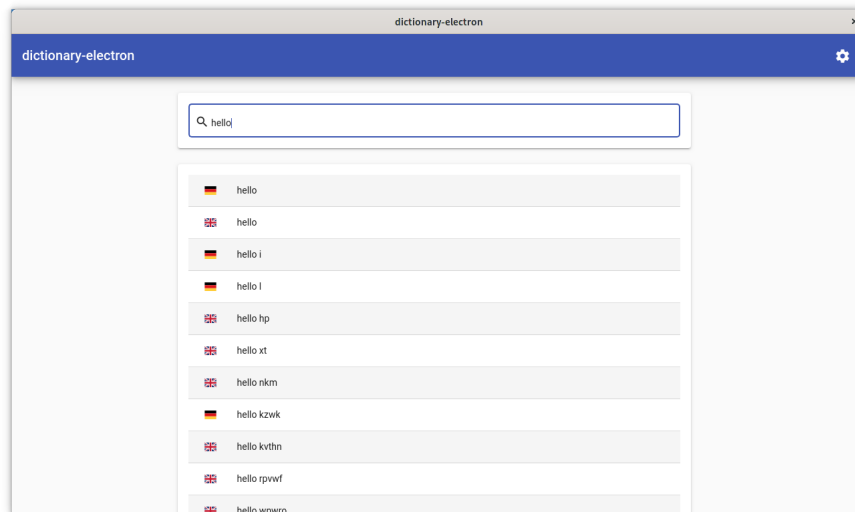 dictionary-electron
dictionary-electron
hello
hello
hello
hello i
hello l
hello hp
hello xt
hello nkm
hello kzwk
hello kvthn
hello rpvwf
hello